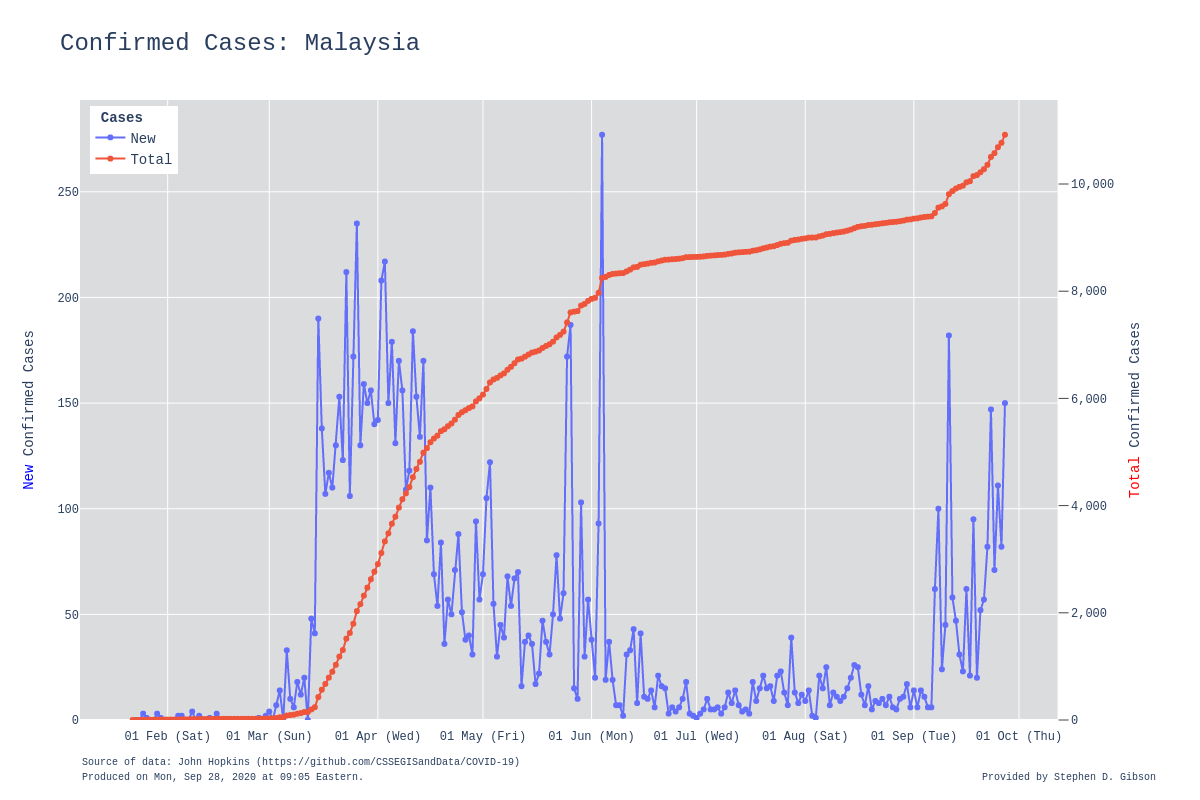 Confirmed Cases: Malaysia
Cases
New
Total
250
200
150
100
50
0
10,000
8,000
6,000
4,000
2,000
0
New Confirmed Cases
Total Confirmed Cases
01 Feb (Sat) 01 Mar (Sun) 01 Apr (Wed) 01 May (Fri) 01 Jun (Mon) 01 Jul (Wed) 01 Aug (Sat) 01 Sep (Tue) 01 Oct (Thu)
Source of data: John Hopkins (https://github.com/CSSEGISandData/COVID-19)
Produced on Mon, Sep 28, 2020 at 09:05 Eastern.
Provided by Stephen D. Gibson